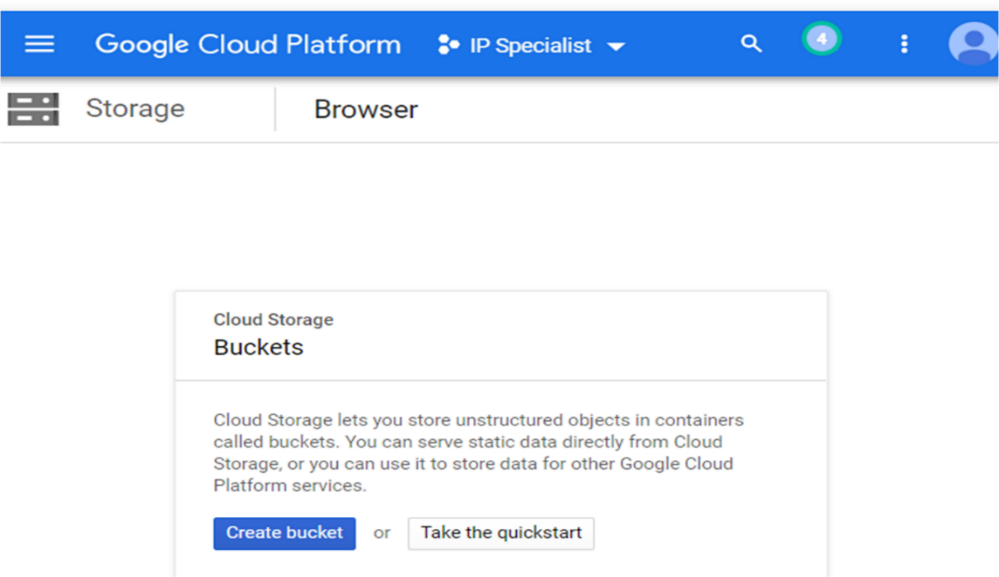 Google Cloud Platform IP Specialist 4
Storage Browser
Cloud Storage
Buckets
Cloud Storage lets you store unstructured objects in containers
called buckets. You can serve static data directly from Cloud
Storage, or you can use it to store data for other Google Cloud
Platform services.
Create bucket or Take the quickstart